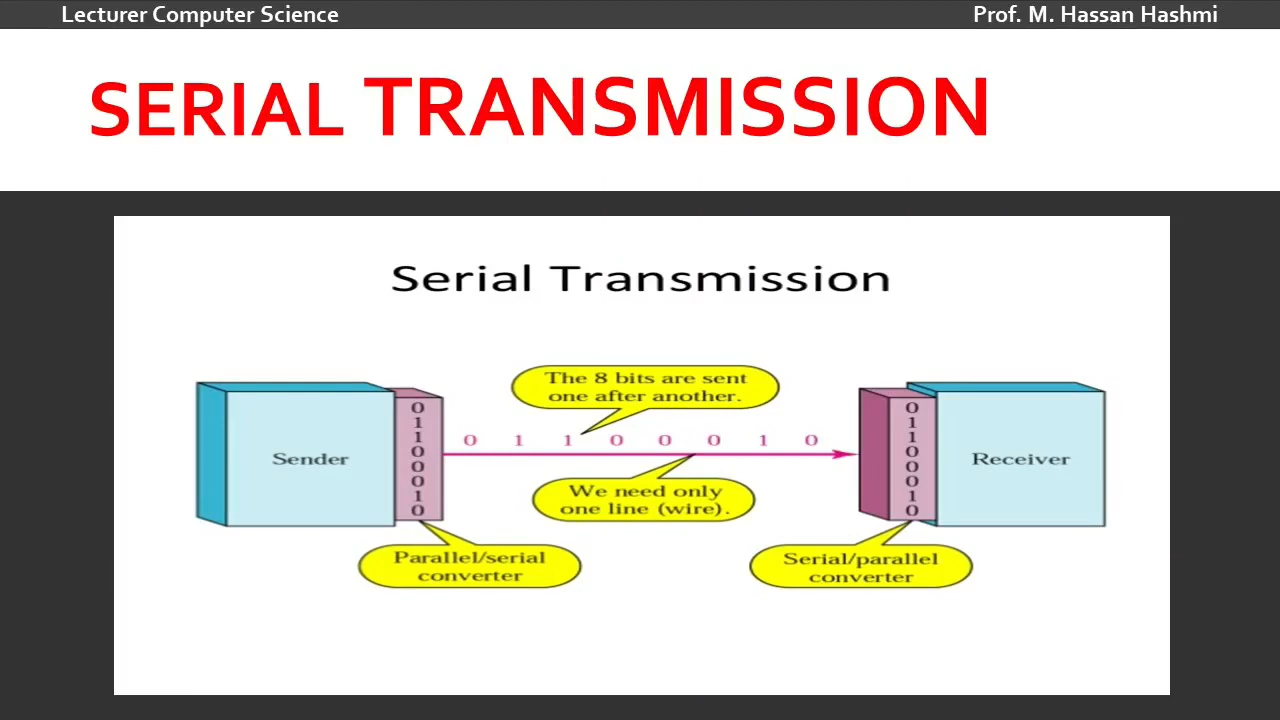 Lecturer Computer Science
Prof. M. Hassan Hashmi
SERIAL TRANSMISSION
Serial Transmission
The 8 bits are sent
one after another.
0 1 1 0 0 0 1 0
Sender
0
1
1
0
0
0
1
0
We need only
one line (wire).
0
1
1
0
0
0
1
0
Receiver
Parallel/serial
converter
Serial/parallel
converter